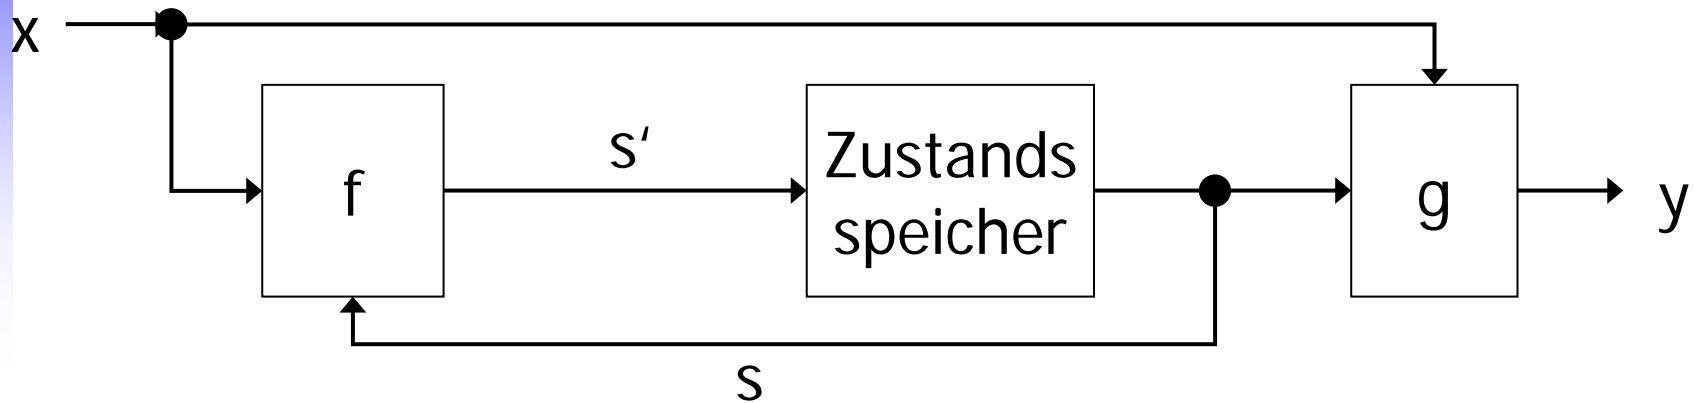 x
f
s‘
Zustands
speicher
g
y
s